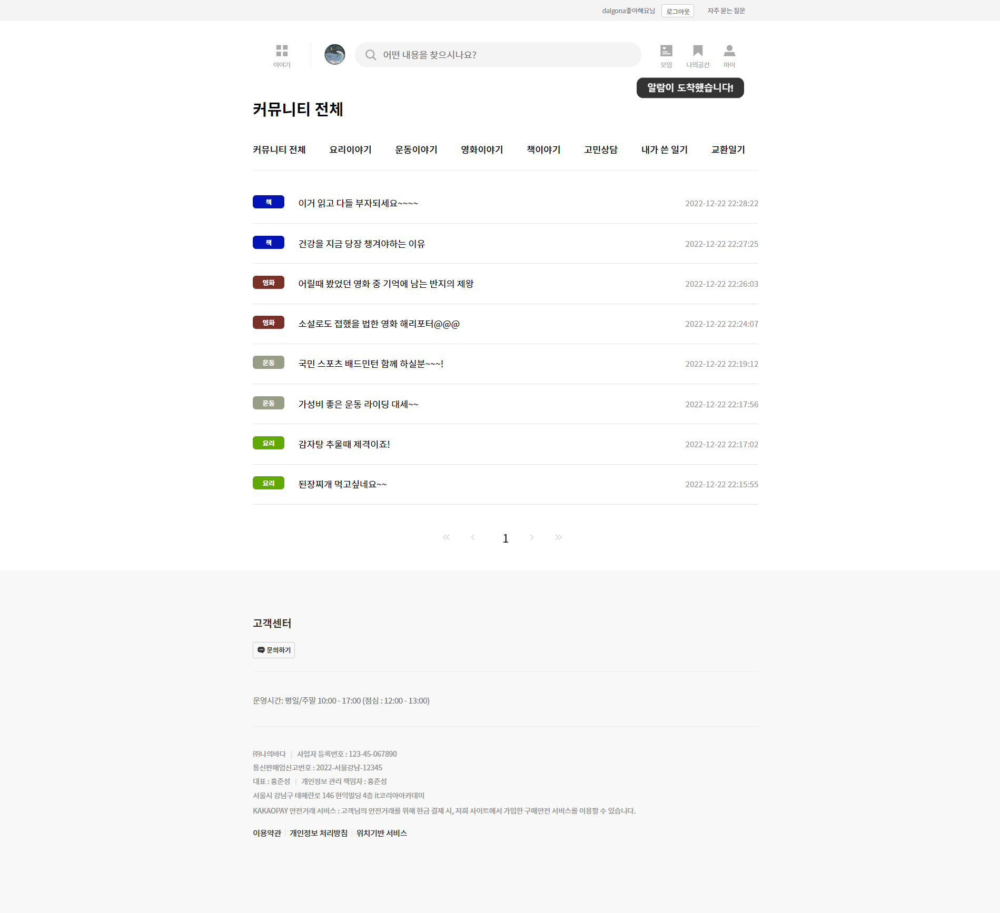 dalgona좋아해요님 로그아웃 자주 묻는 질문
이야기 어떤 내용을 찾으시나요? 모임 나의공간 마이
알람이 도착했습니다!
커뮤니티 전체
커뮤니티 전체 요리이야기 운동이야기 영화이야기 책이야기 고민상담 내가 쓴 일기 교환일기
책 이거 읽고 다들 부자되세요~~~~ 2022-12-22 22:28:22
책 건강을 지금 당장 챙겨야하는 이유 2022-12-22 22:27:25
영화 어릴때 봤었던 영화 중 기억에 남는 반지의 제왕 2022-12-22 22:26:03
영화 소설로도 접했을 법한 영화 해리포터@@@ 2022-12-22 22:24:07
운동 국민 스포츠 배드민턴 함께 하실분~~~! 2022-12-22 22:19:12
운동 가성비 좋은 운동 라이딩 대세~~ 2022-12-22 22:17:56
요리 감자탕 추울때 제격이죠! 2022-12-22 22:17:02
요리 된장찌개 먹고싶네요~~ 2022-12-22 22:15:55
1
고객센터
문의하기
운영시간: 평일/주말 10:00 - 17:00 (점심 : 12:00 - 13:00)
㈜나의바다 | 사업자 등록번호 : 123-45-067890
통신판매업신고번호 : 2022-서울강남-12345
대표 : 홍준성 | 개인정보 관리 책임자 : 홍준성
서울시 강남구 테헤란로 146 현익빌딩 4층 it코리아아카데미
KAKAOPAY 안전거래 서비스 : 고객님의 안전거래를 위해 현금 결제 시, 저희 사이트에서 가입한 구매안전 서비스를 이용할 수 있습니다.
이용약관 개인정보 처리방침 위치기반 서비스